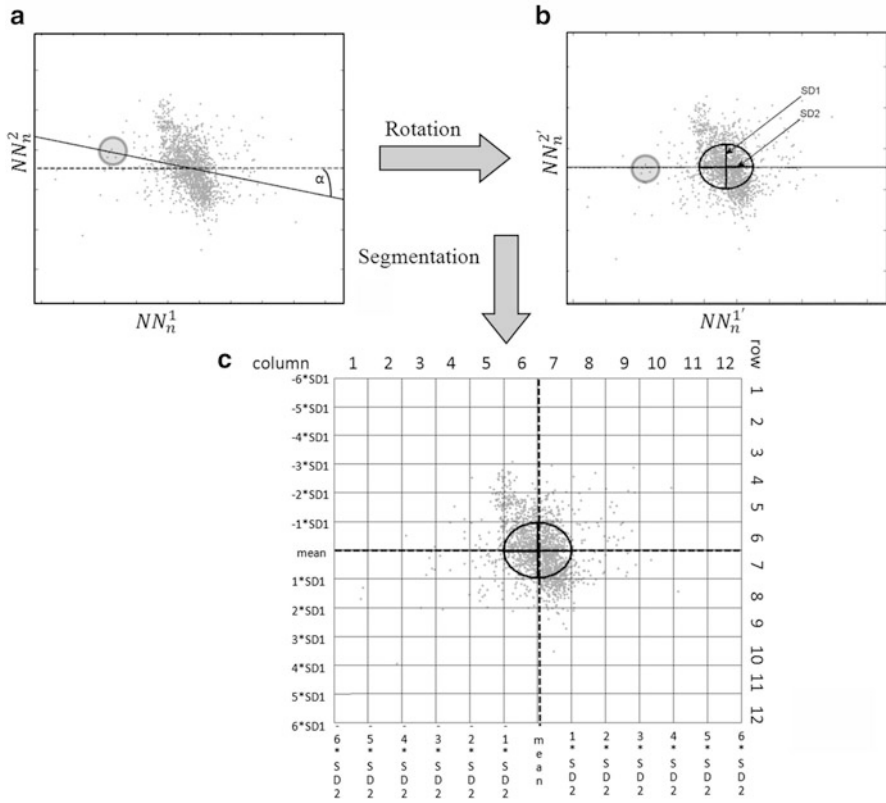 a
NN_n^2
α
NN_n^1
Rotation
b
SD1
SD2
NN_n^{2'}
NN_n^{1'}
Segmentation
c
column 1 2 3 4 5 6 7 8 9 10 11 12
row 1 2 3 4 5 6 7 8 9 10 11 12
-6*SD1
-5*SD1
-4*SD1
-3*SD1
-2*SD1
-1*SD1
mean
1*SD1
2*SD1
3*SD1
4*SD1
5*SD1
6*SD1
-6*SD2
-5*SD2
-4*SD2
-3*SD2
-2*SD2
-1*SD2
mean
1*SD2
2*SD2
3*SD2
4*SD2
5*SD2
6*SD2